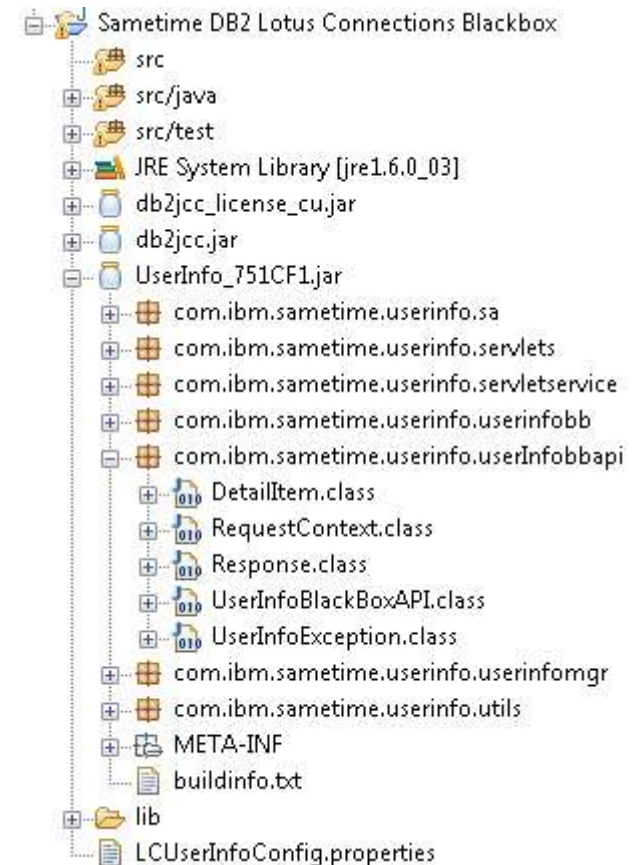 Sametime DB2 Lotus Connections Blackbox
src
src/java
src/test
JRE System Library [jre1.6.0_03]
db2jcc_license_cu.jar
db2jcc.jar
UserInfo_751CF1.jar
com.ibm.sametime.userinfo.sa
com.ibm.sametime.userinfo.servlets
com.ibm.sametime.userinfo.servletservice
com.ibm.sametime.userinfo.userinfobb
com.ibm.sametime.userinfo.userInfobbapi
DetailItem.class
RequestContext.class
Response.class
UserInfoBlackBoxAPI.class
UserInfoException.class
com.ibm.sametime.userinfo.userinfomgr
com.ibm.sametime.userinfo.utils
META-INF
buildinfo.txt
lib
LCUserInfoConfig.properties